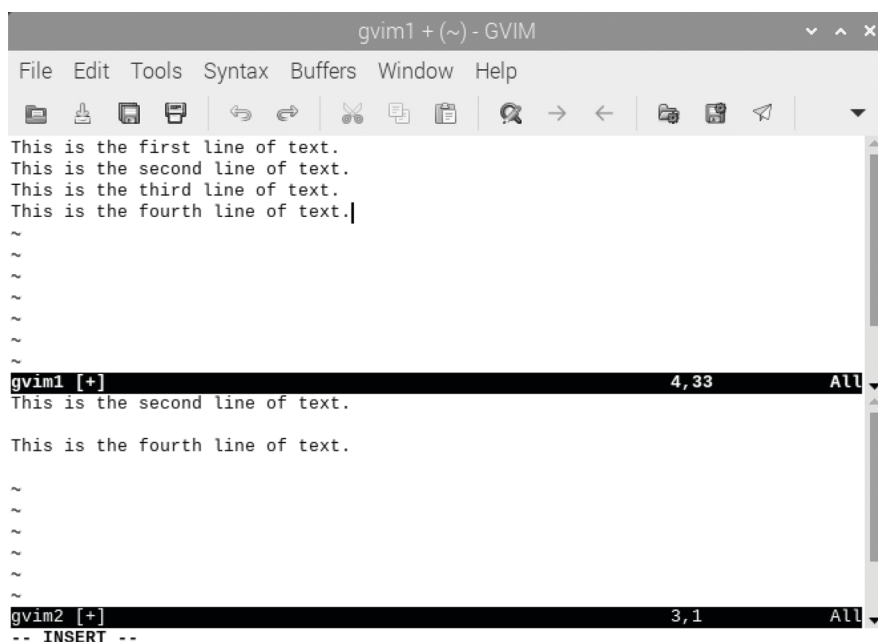 gvim1 + (~) - GVIM
File Edit Tools Syntax Buffers Window Help
This is the first line of text.
This is the second line of text.
This is the third line of text.
This is the fourth line of text.
~
~
~
~
~
~
~
gvim1 [+] 4,33 All
This is the second line of text.
This is the fourth line of text.
~
~
~
~
~
~
gvim2 [+] 3,1 All
-- INSERT --